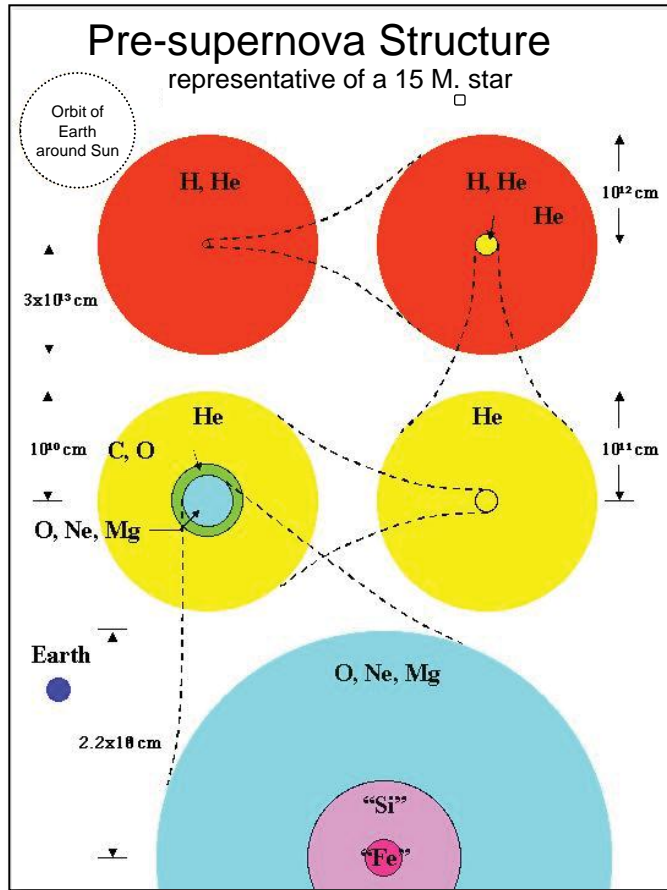 Pre-supernova Structure
representative of a 15 M. star
Orbit of
Earth
around Sun
H, He
H, He
He
10¹² cm
3x10¹³ cm
He
He
10¹⁰ cm
C, O
10¹¹ cm
O, Ne, Mg
Earth
O, Ne, Mg
cm
“Si”
“Fe”